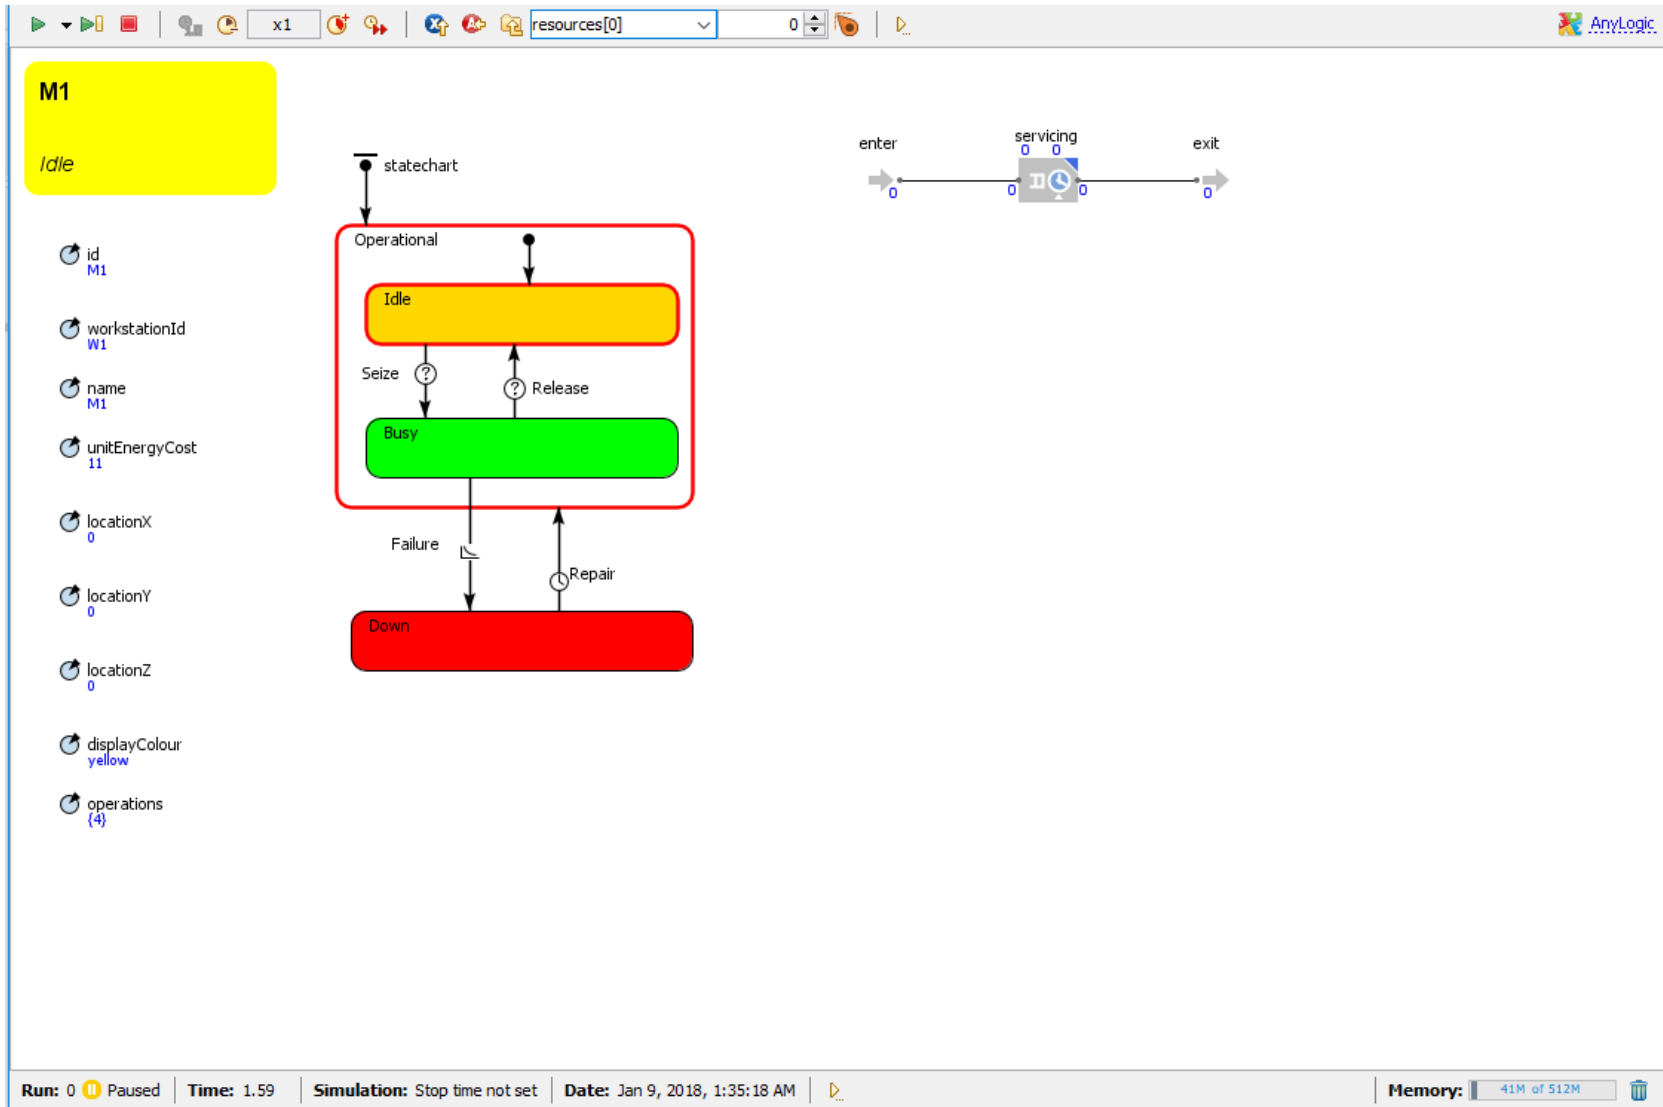 x1 resources[0] 0 AnyLogic
M1
Idle
id
M1
workstationId
W1
name
M1
unitEnergyCost
11
locationX
0
locationY
0
locationZ
0
displayColour
yellow
operations
{4}
statechart
Operational
Idle
Seize ? ? Release
Busy
Failure
Repair
Down
enter servicing exit
0 0
0 0 0 0
Run: 0 Paused Time: 1.59 Simulation: Stop time not set Date: Jan 9, 2018, 1:35:18 AM Memory: 41M of 512M